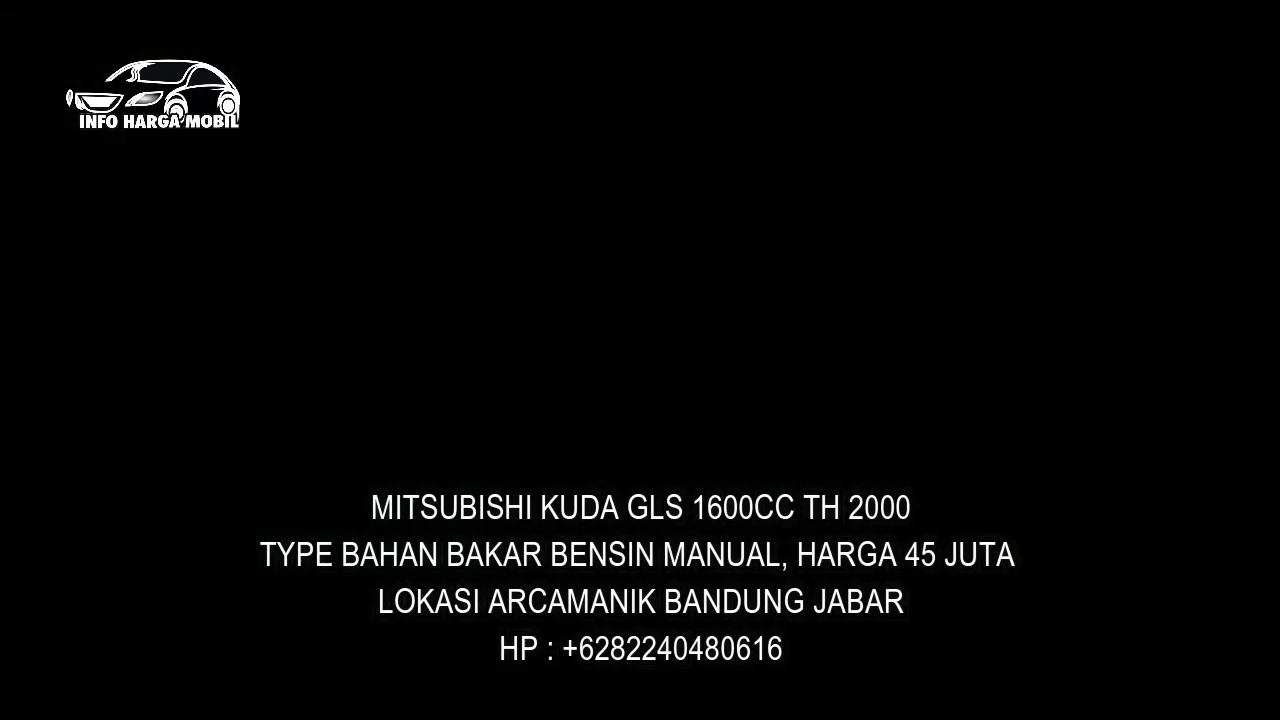 INFO HARGA MOBIL
MITSUBISHI KUDA GLS 1600CC TH 2000
TYPE BAHAN BAKAR BENSIN MANUAL, HARGA 45 JUTA
LOKASI ARCAMANIK BANDUNG JABAR
HP : +6282240480616